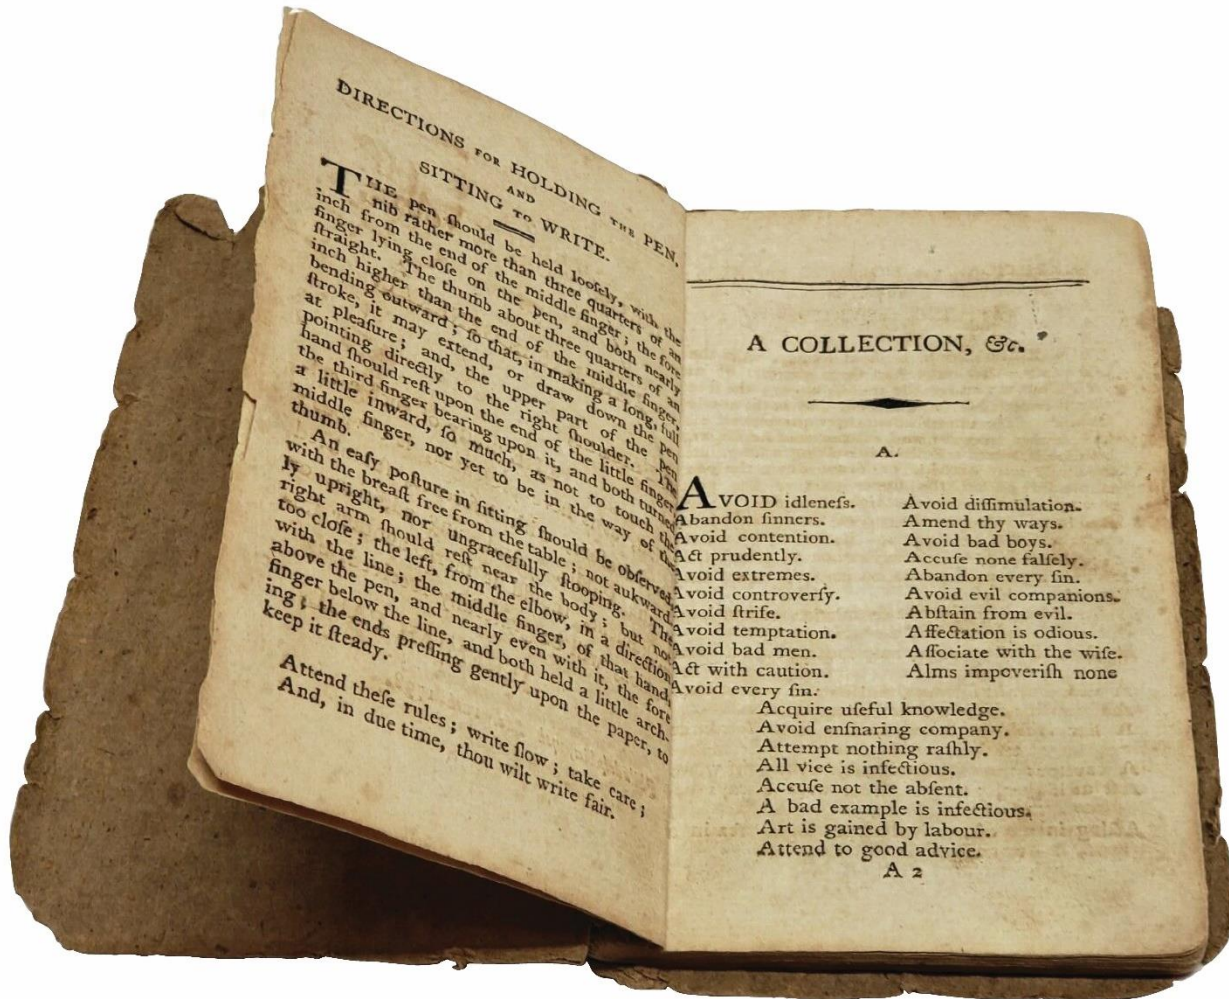 DIRECTIONS FOR HOLDING THE PEN,
AND
SITTING TO WRITE.
THE pen ſhould be held looſely, with the
nib rather more than three quarters of an
inch from the end of the middle finger; the fore
finger lying cloſe on the pen, and both nearly
ſtraight. The thumb about three quarters of an
inch higher than the end of the middle finger,
bending outward; ſo that, in making a long, full
ſtroke, it may extend, or draw down the pen
at pleaſure; and, the upper part of the pen
pointing directly to the right ſhoulder. The
hand ſhould reſt upon the end of the little finger,
the third finger bearing upon it, and both turned
a little inward, ſo much, as not to touch the
middle finger, nor yet to be in the way of the
thumb.
An eaſy poſture in ſitting ſhould be obſerved,
with the breaſt free from the table; not aukward-
ly upright, nor ungracefully ſtooping. The
right arm ſhould reſt near the body; but not
too cloſe; the left, from the elbow, in a direction
with the line; the middle finger, of that hand,
above the pen, and nearly even with it, the fore
finger below the line, and both held a little arch-
ing; the ends preſſing gently upon the paper, to
keep it ſteady.
Attend theſe rules; write ſlow; take care;
And, in due time, thou wilt write fair.
A COLLECTION, &c.
A.
AVOID idleneſs.
Abandon ſinners.
Avoid contention.
Act prudently.
Avoid extremes.
Avoid controverſy.
Avoid ſtrife.
Avoid temptation.
Avoid bad men.
Act with caution.
Avoid every ſin.
Avoid diſſimulation.
Amend thy ways.
Avoid bad boys.
Accuſe none falſely.
Abandon every ſin.
Avoid evil companions.
Abſtain from evil.
Affectation is odious.
Aſſociate with the wiſe.
Alms impoveriſh none
Acquire uſeful knowledge.
Avoid enſnaring company.
Attempt nothing raſhly.
All vice is infectious.
Accuſe not the abſent.
A bad example is infectious.
Art is gained by labour.
Attend to good advice.
A 2